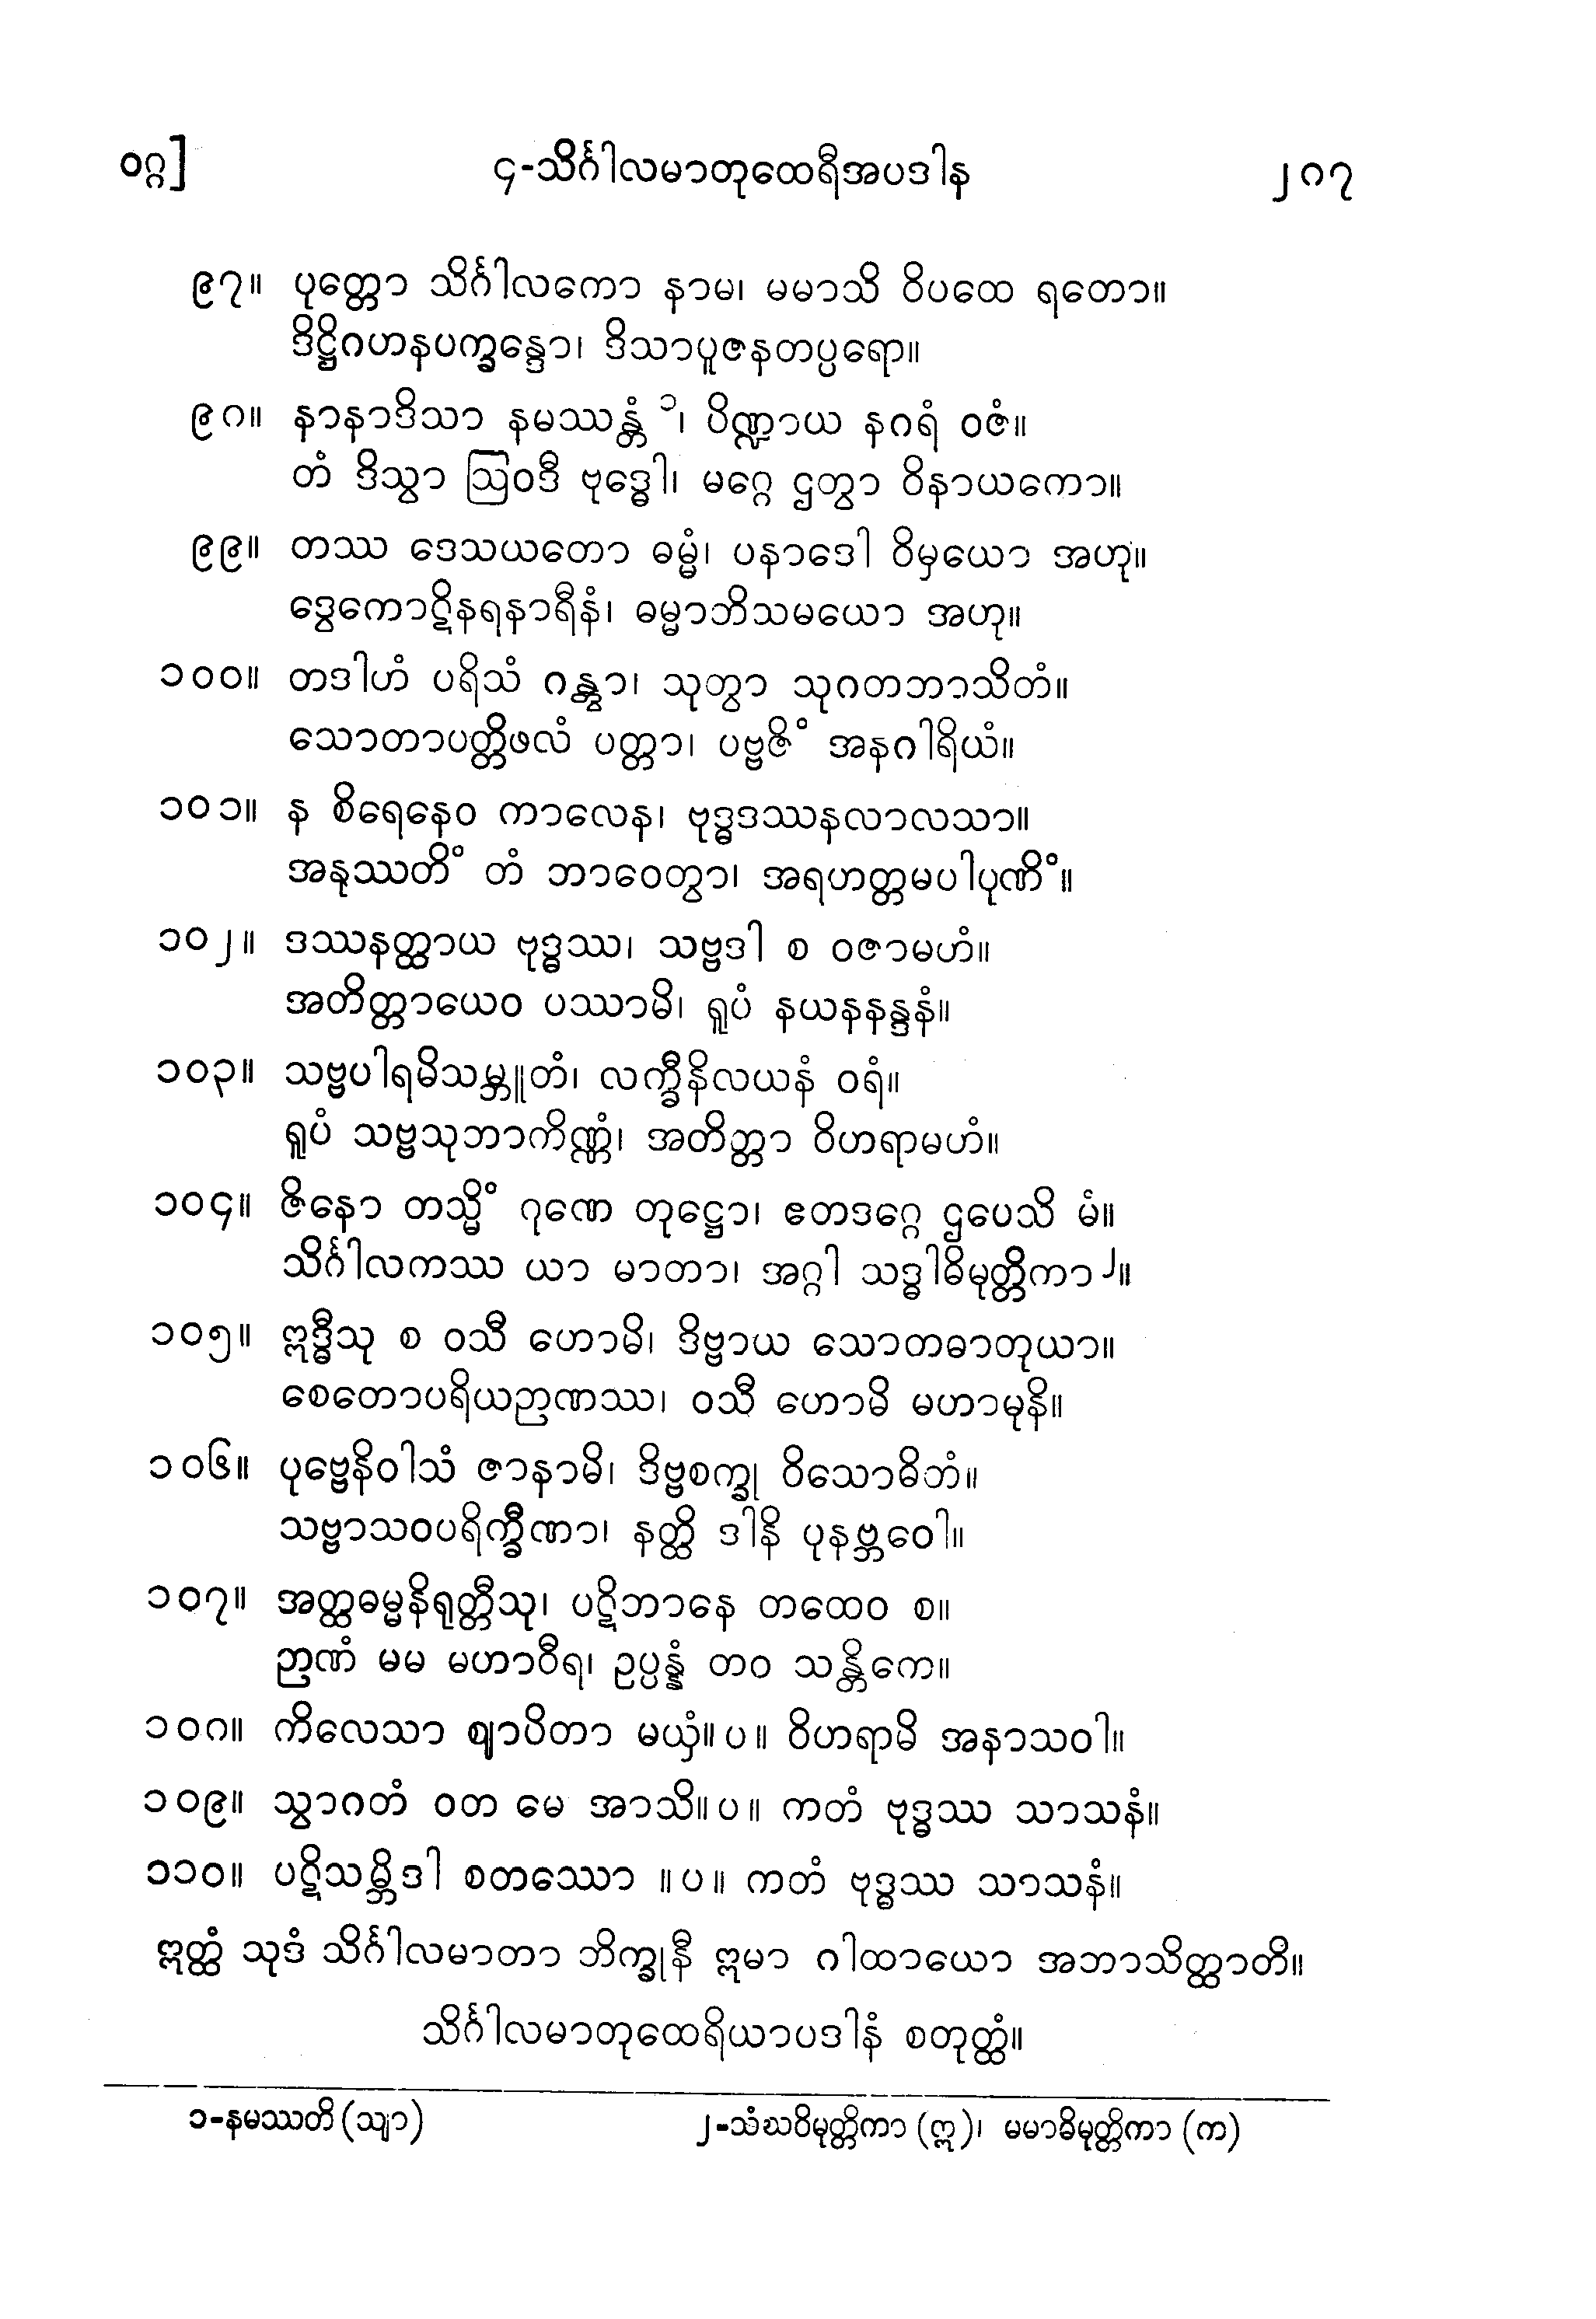 ဝဂ္ဂ] ၄-သိင်္ဂါလမာတုထေရီအပဒါန ၂၈၇
၉၇။ ပုတ္တော သိင်္ဂါလကော နာမ၊ မမာသိ ဝိပထေ ရတော။
ဒိဋ္ဌိဂဟနပက္ခန္ဒော၊ ဒိသာပူဇနတပ္ပရော။
၉၈။ နာနာဒိသာ နမဿန္တံ ၁၊ ပိဏ္ဍာယ နဂရံ ဝဇံ။
တံ ဒိသွာ ဩဝဒီ ဗုဒ္ဓေါ၊ မဂ္ဂေ ဌတွာ ဝိနာယကော။
၉၉။ တဿ ဒေသယတော ဓမ္မံ၊ ပနာဒေါ ဝိမှယော အဟု။
ဒွေကောဋိနရနာရီနံ၊ ဓမ္မာဘိသမယော အဟု။
၁၀၀။ တဒါဟံ ပရိသံ ဂန္တွာ၊ သုတွာ သုဂတဘာသိတံ။
သောတာပတ္တိဖလံ ပတ္တာ၊ ပဗ္ဗဇိံ အနဂါရိယံ။
၁၀၁။ န စိရေနေဝ ကာလေန၊ ဗုဒ္ဓဒဿနလာလသာ။
အနုဿတိံ တံ ဘာဝေတွာ၊ အရဟတ္တမပါပုဏိံ။
၁၀၂။ ဒဿနတ္ထာယ ဗုဒ္ဓဿ၊ သဗ္ဗဒါ စ ဝဇာမဟံ။
အတိတ္တာယေဝ ပဿာမိ၊ ရူပံ နယနနန္ဒနံ။
၁၀၃။ သဗ္ဗပါရမိသမ္ဘူတံ၊ လက္ခီနိလယနံ ဝရံ။
ရူပံ သဗ္ဗသုဘာကိဏ္ဏံ၊ အတိတ္တာ ဝိဟရာမဟံ။
၁၀၄။ ဇိနော တသ္မိံ ဂုဏေ တုဋ္ဌော၊ ဧတဒဂ္ဂေ ဌပေသိ မံ။
သိင်္ဂါလကဿ ယာ မာတာ၊ အဂ္ဂါ သဒ္ဓါဓိမုတ္တိကာ ၂။
၁၀၅။ ဣဒ္ဓီသု စ ဝသီ ဟောမိ၊ ဒိဗ္ဗာယ သောတဓာတုယာ။
စေတောပရိယဉာဏဿ၊ ဝသီ ဟောမိ မဟာမုနိ။
၁၀၆။ ပုဗ္ဗေနိဝါသံ ဇာနာမိ၊ ဒိဗ္ဗစက္ခု ဝိသောဓိတံ။
သဗ္ဗာသဝပရိက္ခီဏာ၊ နတ္ထိ ဒါနိ ပုနဗ္ဘဝေါ။
၁၀၇။ အတ္ထဓမ္မနိရုတ္တီသု၊ ပဋိဘာနေ တထေဝ စ။
ဉာဏံ မမ မဟာဝီရ၊ ဥပ္ပန္နံ တဝ သန္တိကေ။
၁၀၈။ ကိလေသာ ဈာပိတာ မယှံ။ပ။ ဝိဟရာမိ အနာသဝါ။
၁၀၉။ သွာဂတံ ဝတ မေ အာသိ။ပ။ ကတံ ဗုဒ္ဓဿ သာသနံ။
၁၁၀။ ပဋိသမ္ဘိဒါ စတဿော ။ပ။ ကတံ ဗုဒ္ဓဿ သာသနံ။
ဣတ္ထံ သုဒံ သိင်္ဂါလမာတာ ဘိက္ခုနီ ဣမာ ဂါထာယော အဘာသိတ္ထာတိ။
သိင်္ဂါလမာတုထေရိယာပဒါနံ စတုတ္ထံ။
၁-နမဿတိ (သျာ) ၂-သံဃဝိမုတ္တိကာ (ဣ)၊ မမာဓိမုတ္တိကာ (က)